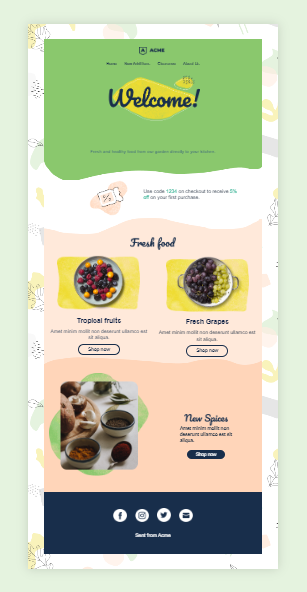 ACME
Home New Additions Closeouts About Us
Welcome!
Fresh and healthy food from our garden directly in your kitchen.
Use code 1234 on checkout to receive 5%
off on your first purchase.
Fresh food
Tropical fruits
Amet minim mollit non deserunt ullamco est
sit aliqua.
Shop now
Fresh Grapes
Amet minim mollit non deserunt ullamco est
sit aliqua.
Shop now
New Spices
Amet minim mollit non
deserunt ullamco est sit
aliqua.
Shop now
Sent from Acme